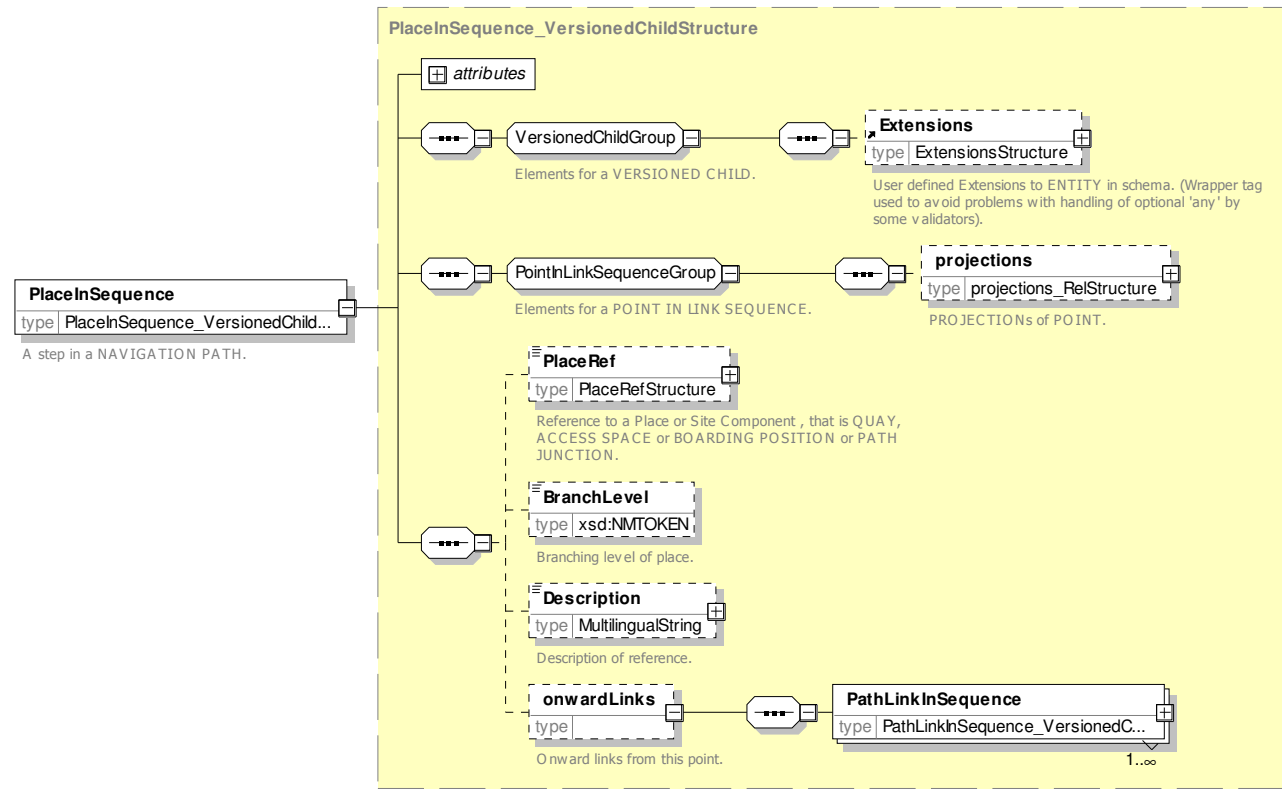 PlaceInSequence_VersionedChildStructure
attributes
VersionedChildGroup
Elements for a VERSIONED CHILD.
Extensions
type ExtensionsStructure
User defined Extensions to ENTITY in schema. (Wrapper tag
used to avoid problems with handling of optional 'any' by
some validators).
PointInLinkSequenceGroup
Elements for a POINT IN LINK SEQUENCE.
projections
type projections_RelStructure
PROJECTIONs of POINT.
PlaceInSequence
type PlaceInSequence_VersionedChild...
A step in a NAVIGATION PATH.
PlaceRef
type PlaceRefStructure
Reference to a Place or Site Component , that is QUAY,
ACCESS SPACE or BOARDING POSITION or PATH
JUNCTION.
BranchLevel
type xsd:NMTOKEN
Branching level of place.
Description
type MultilingualString
Description of reference.
onwardLinks
type
Onward links from this point.
PathLinkInSequence
type PathLinkInSequence_VersionedC...
1..∞